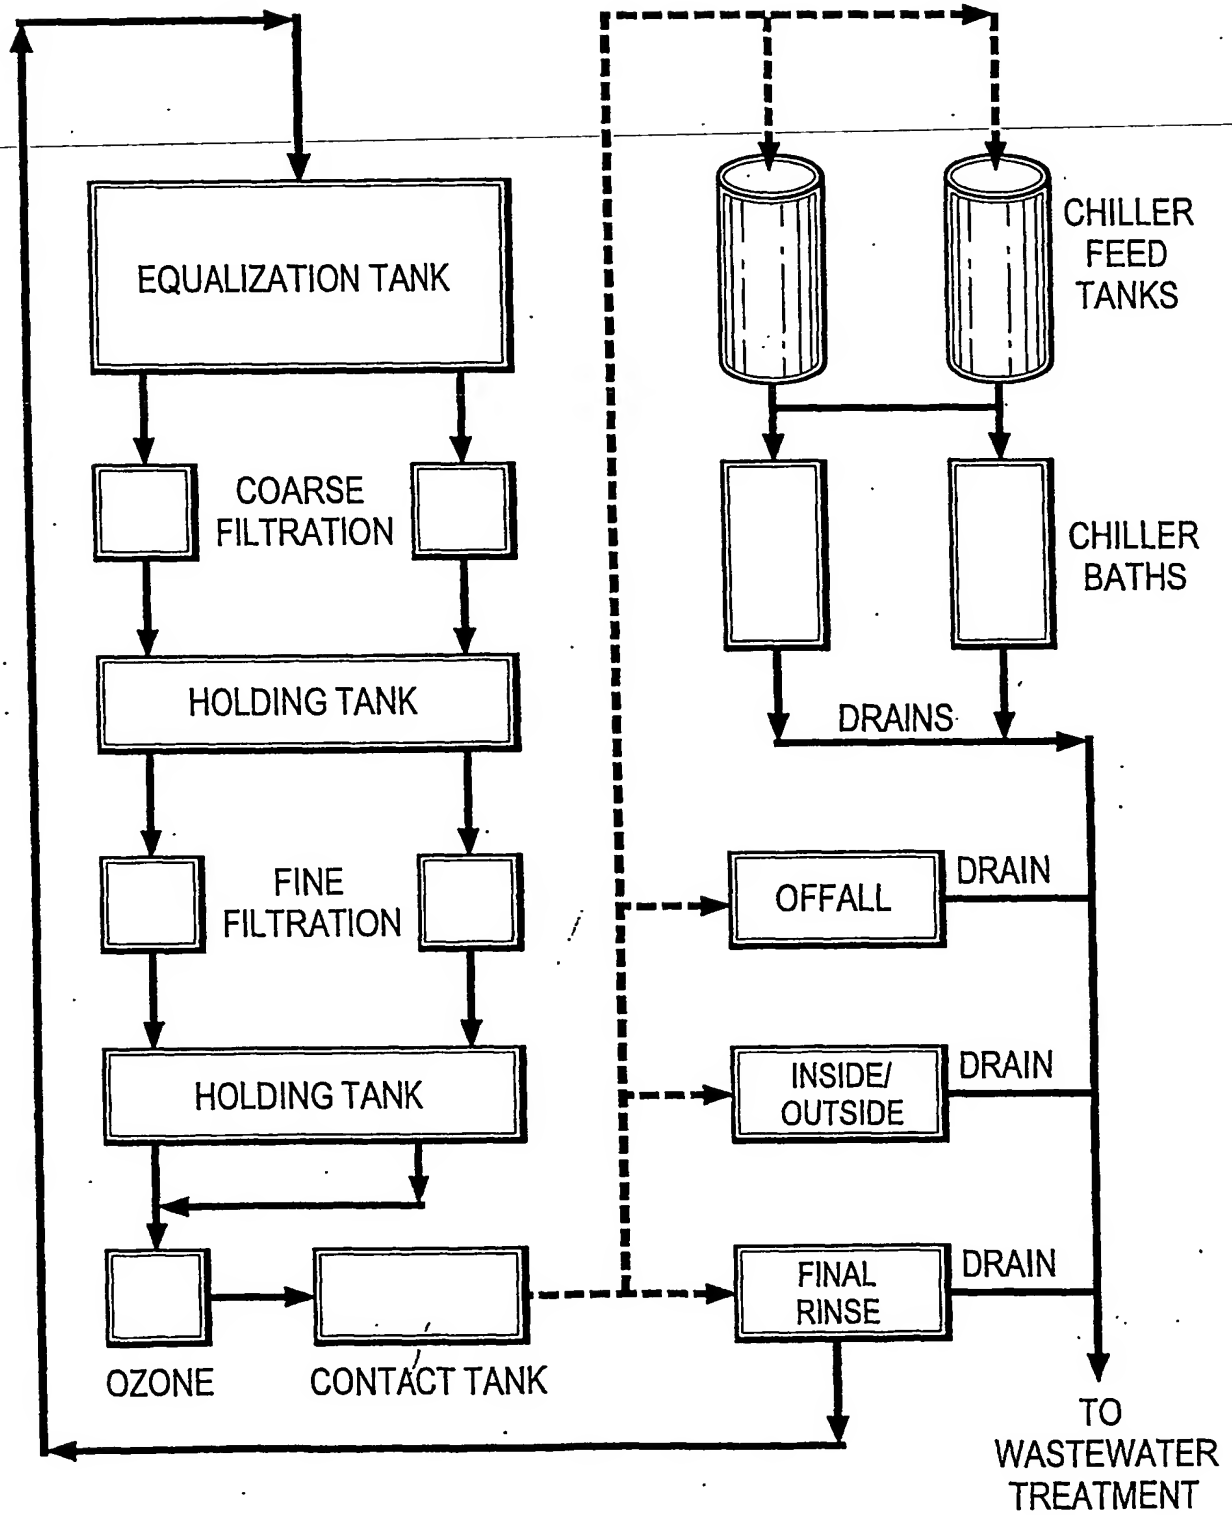 EQUALIZATION TANK
COARSE
FILTRATION
HOLDING TANK
FINE
FILTRATION
HOLDING TANK
OZONE
CONTACT TANK
CHILLER
FEED
TANKS
CHILLER
BATHS
DRAINS
OFFALL
DRAIN
INSIDE/
OUTSIDE
DRAIN
FINAL
RINSE
DRAIN
TO
WASTEWATER
TREATMENT